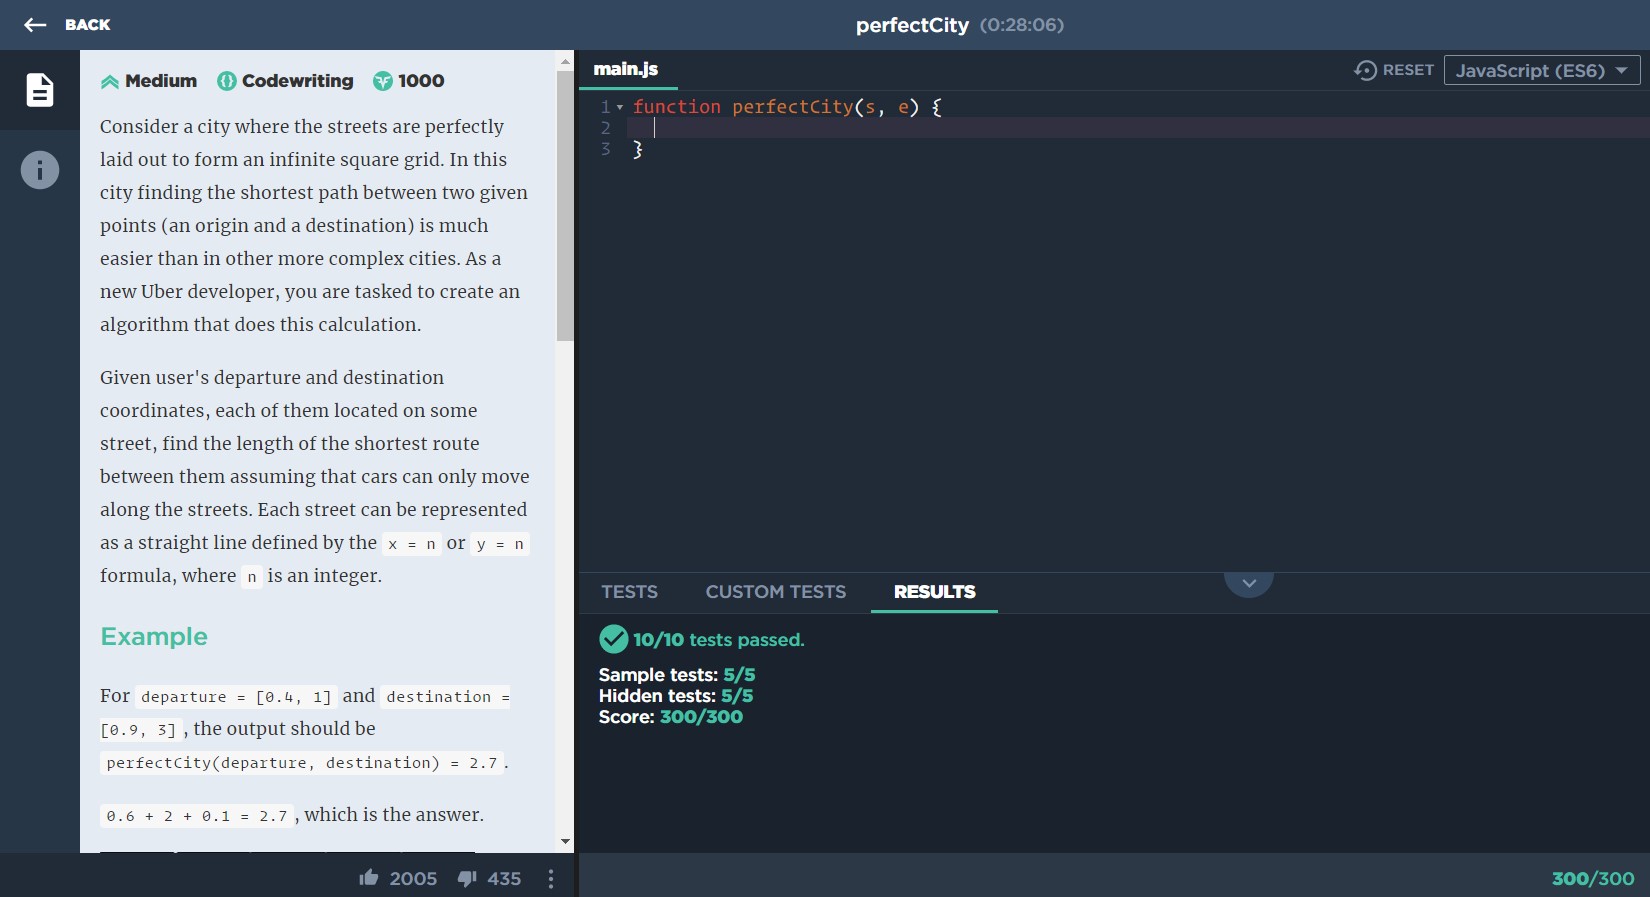 BACK
perfectCity (0:28:06)
Medium Codewriting 1000
Consider a city where the streets are perfectly
laid out to form an infinite square grid. In this
city finding the shortest path between two given
points (an origin and a destination) is much
easier than in other more complex cities. As a
new Uber developer, you are tasked to create an
algorithm that does this calculation.
Given user's departure and destination
coordinates, each of them located on some
street, find the length of the shortest route
between them assuming that cars can only move
along the streets. Each street can be represented
as a straight line defined by the x = n or y = n
formula, where n is an integer.
Example
For departure = [0.4, 1] and destination =
[0.9, 3], the output should be
perfectCity(departure, destination) = 2.7.
0.6 + 2 + 0.1 = 2.7, which is the answer.
2005 435
main.js
RESET JavaScript (ES6)
1 function perfectCity(s, e) {
2
3 }
TESTS CUSTOM TESTS RESULTS
10/10 tests passed.
Sample tests: 5/5
Hidden tests: 5/5
Score: 300/300
300/300